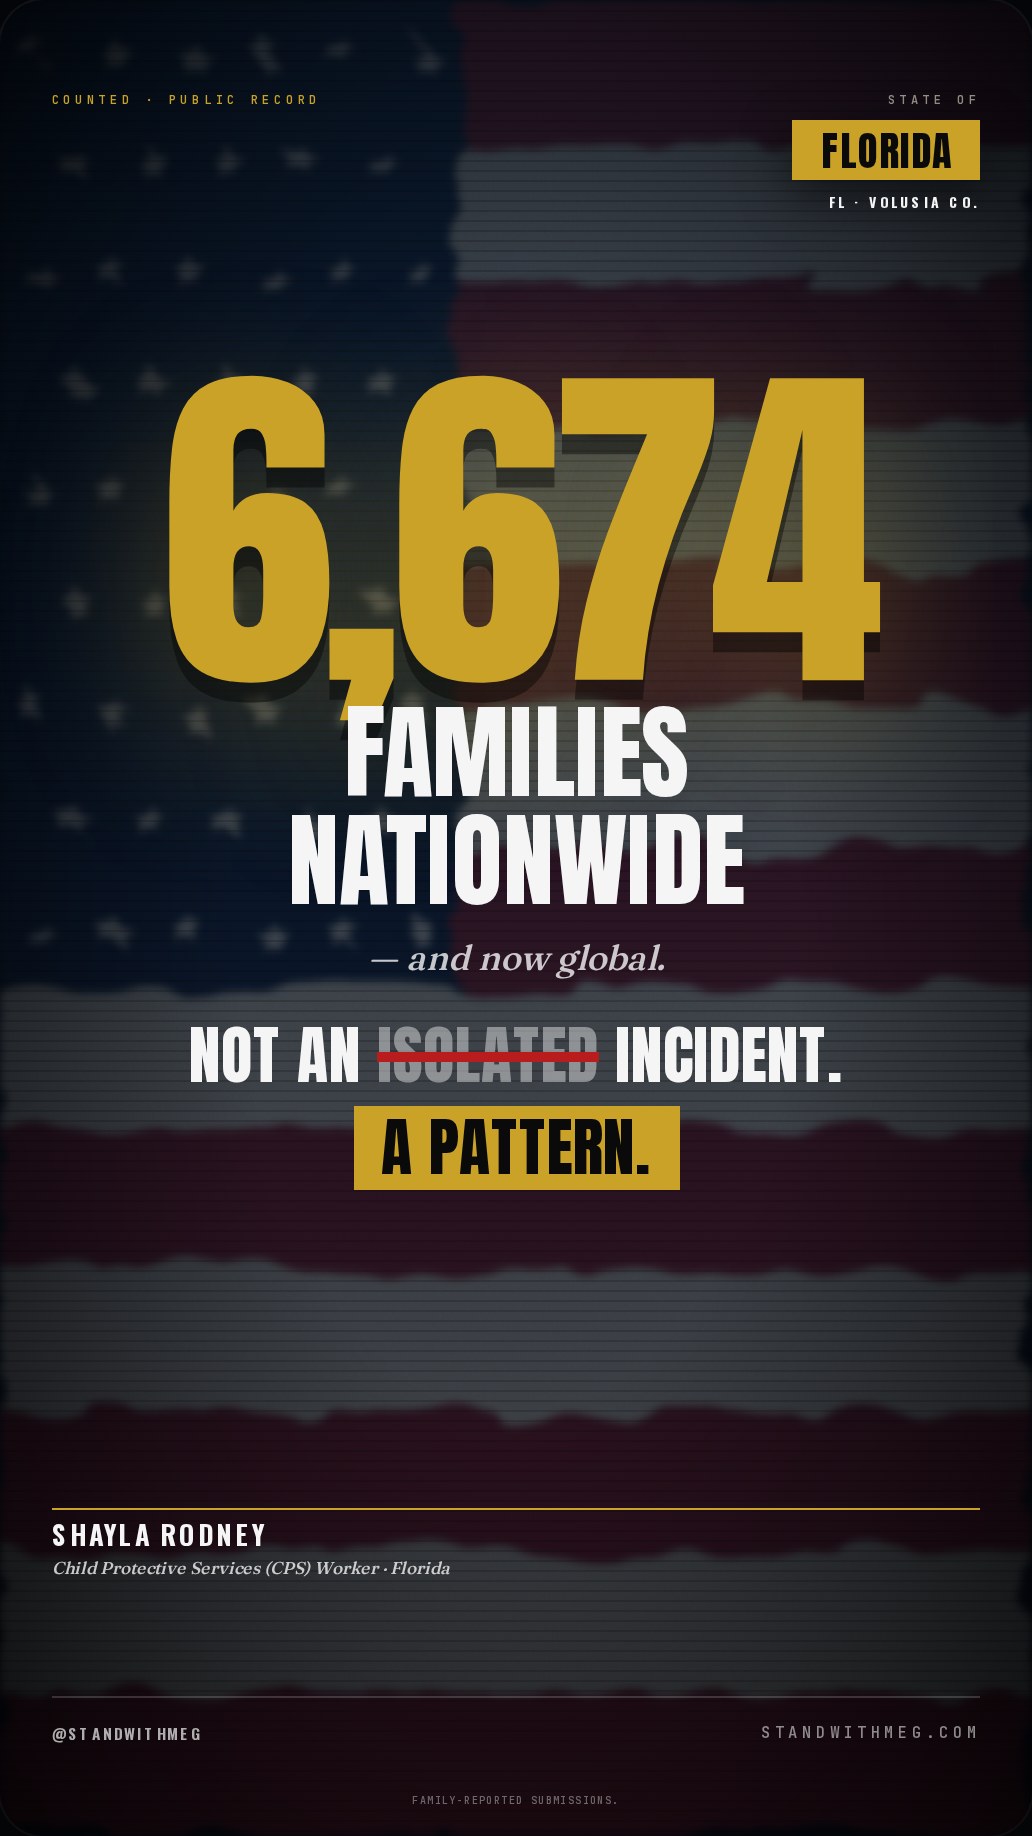 COUNTED · PUBLIC RECORD
STATE OF
FLORIDA
FL · VOLUSIA CO.
6,674
FAMILIES
NATIONWIDE
— and now global.
NOT AN ISOLATED INCIDENT.
A PATTERN.
SHAYLA RODNEY
Child Protective Services (CPS) Worker · Florida
@STANDWITHMEG
STANDWITHMEG.COM
FAMILY-REPORTED SUBMISSIONS.